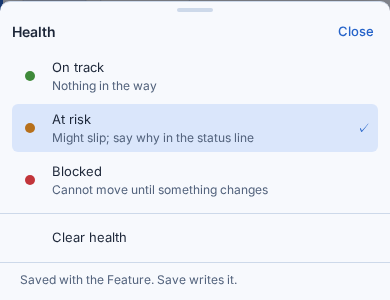 Health
Close
On track
Nothing in the way
At risk
Might slip; say why in the status line
✓
Blocked
Cannot move until something changes
Clear health
Saved with the Feature. Save writes it.